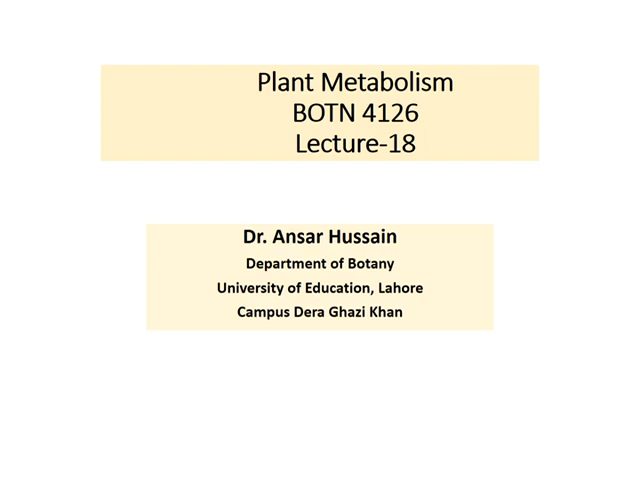 Plant Metabolism
BOTN 4126
Lecture-18
Dr. Ansar Hussain
Department of Botany
University of Education, Lahore
Campus Dera Ghazi Khan